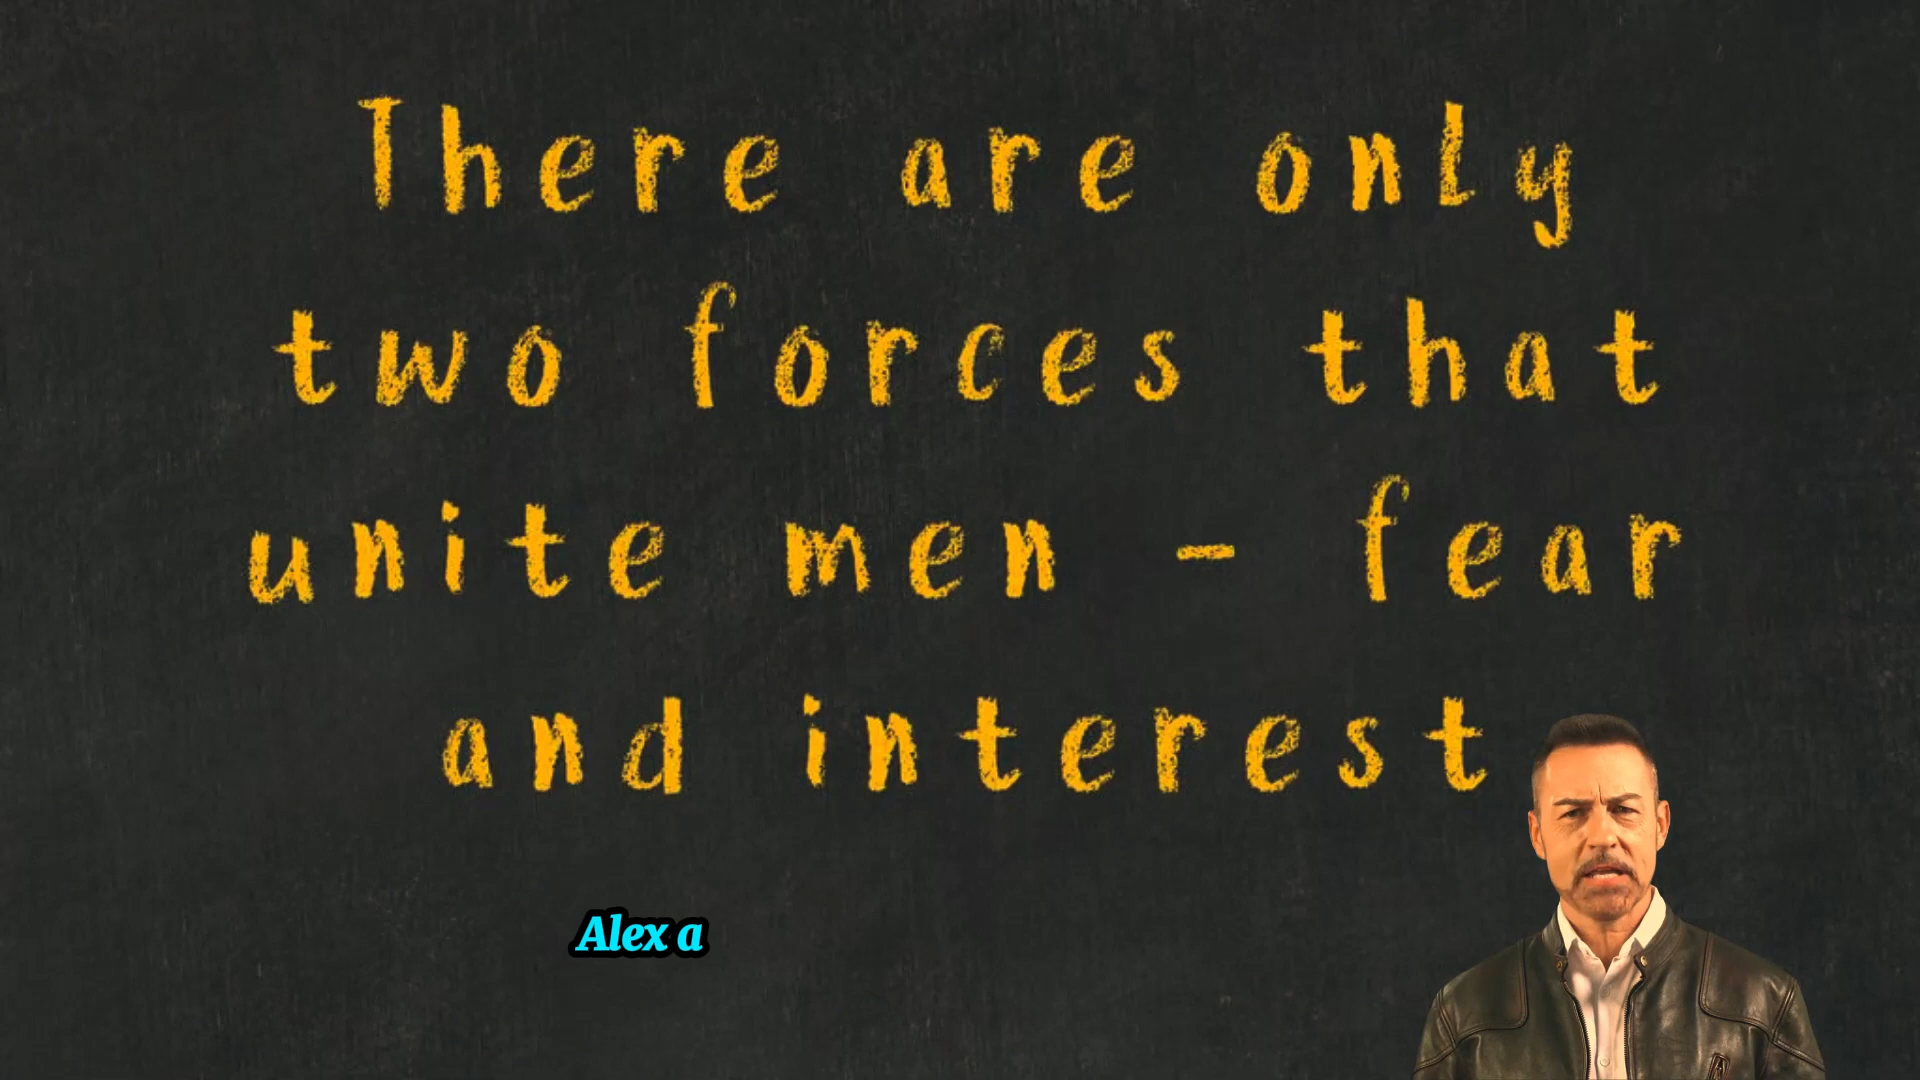 There are only
two forces that
unite men - fear
and interest
Alex a